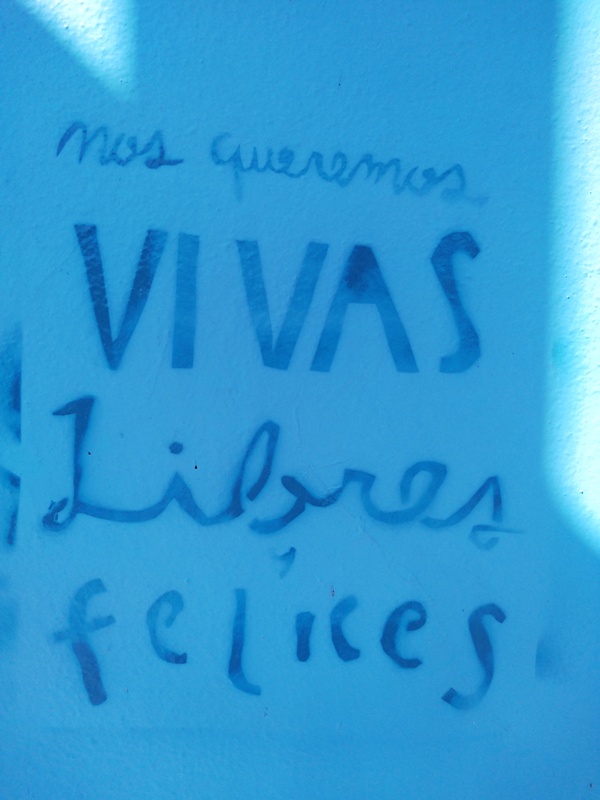 nos queremos
VIVAS
Libres
y
felices